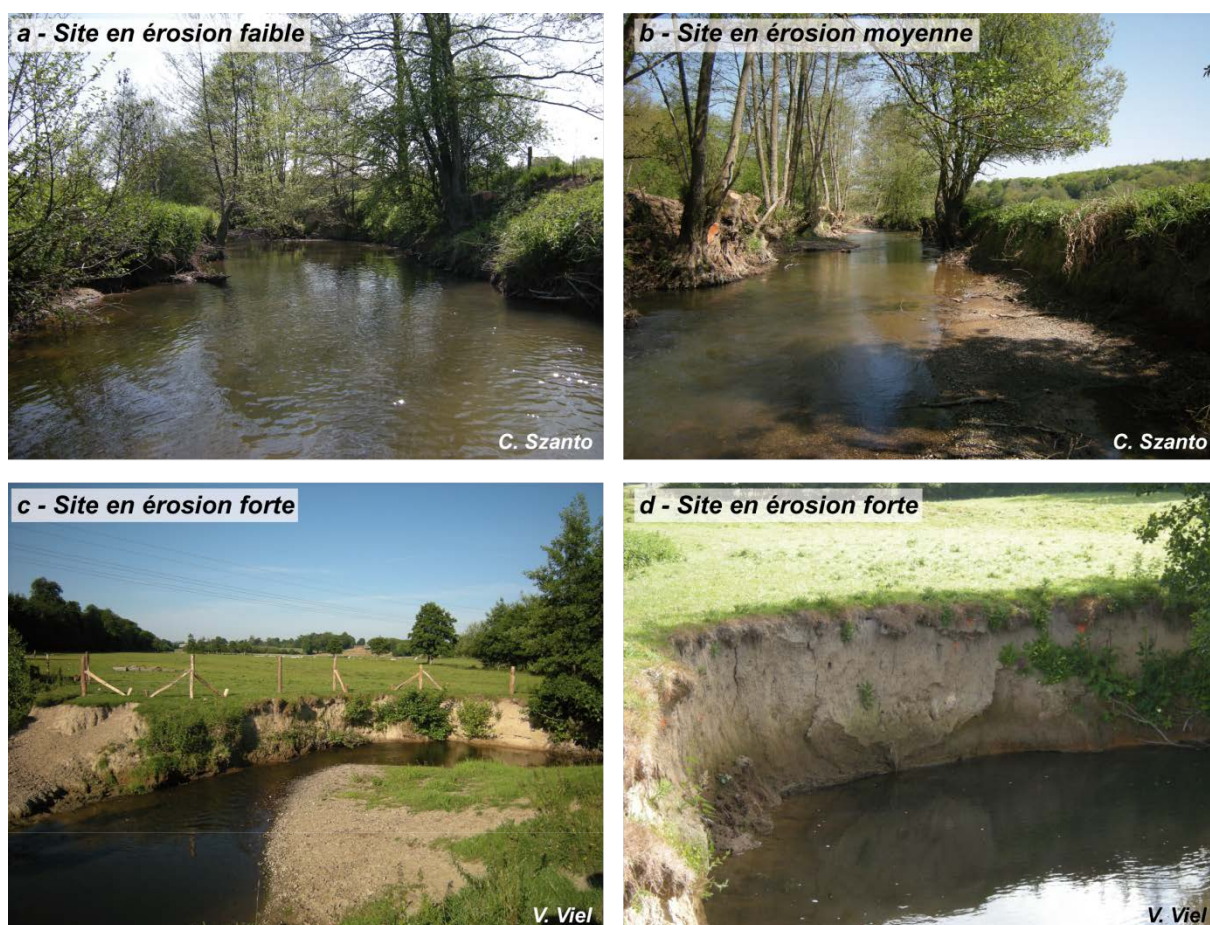 a - Site en érosion faible
b - Site en érosion moyenne
C. Szanto
C. Szanto
c - Site en érosion forte
d - Site en érosion forte
V. Viel
V. Viel